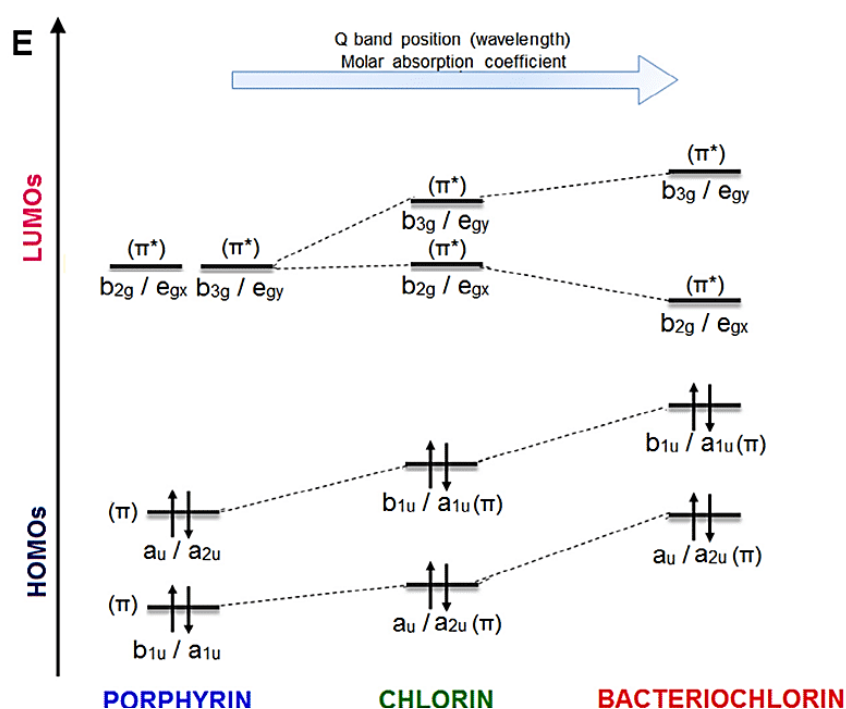 E
Q band position (wavelength)
Molar absorption coefficient
LUMOs
HOMOs
(π*)
b3g / egy
(π*)
b3g / egy
(π*) (π*)
b2g / egx b3g / egy
(π*)
b2g / egx
(π*)
b2g / egx
b1u / a1u (π)
b1u / a1u (π)
(π)
au / a2u
au / a2u (π)
(π)
b1u / a1u
au / a2u (π)
PORPHYRIN CHLORIN BACTERIOCHLORIN